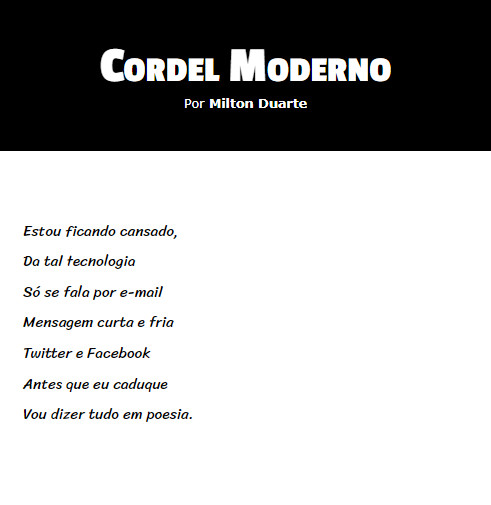 Cordel Moderno
Por Milton Duarte
Estou ficando cansado,
Da tal tecnologia
Só se fala por e-mail
Mensagem curta e fria
Twitter e Facebook
Antes que eu caduque
Vou dizer tudo em poesia.